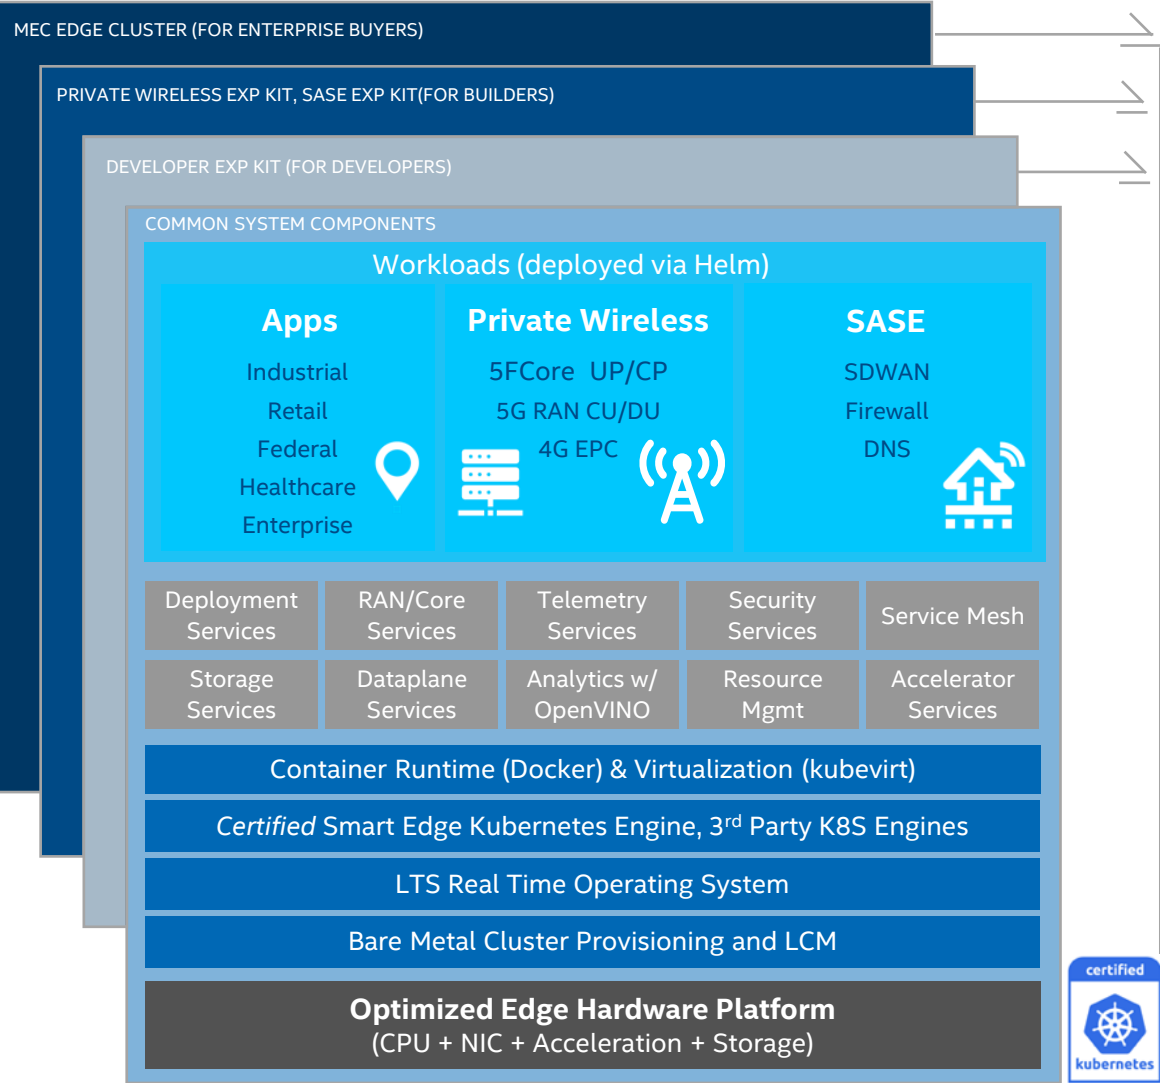 MEC EDGE CLUSTER (FOR ENTERPRISE BUYERS)
PRIVATE WIRELESS EXP KIT, SASE EXP KIT(FOR BUILDERS)
DEVELOPER EXP KIT (FOR DEVELOPERS)
COMMON SYSTEM COMPONENTS
Workloads (deployed via Helm)
Apps
Industrial
Retail
Federal
Healthcare
Enterprise
Private Wireless
5FCore UP/CP
5G RAN CU/DU
4G EPC
SASE
SDWAN
Firewall
DNS
Deployment
Services
RAN/Core
Services
Telemetry
Services
Security
Services
Service Mesh
Storage
Services
Dataplane
Services
Analytics w/
OpenVINO
Resource
Mgmt
Accelerator
Services
Container Runtime (Docker) & Virtualization (kubevirt)
Certified Smart Edge Kubernetes Engine, 3rd Party K8S Engines
LTS Real Time Operating System
Bare Metal Cluster Provisioning and LCM
Optimized Edge Hardware Platform
(CPU + NIC + Acceleration + Storage)
certified
kubernetes